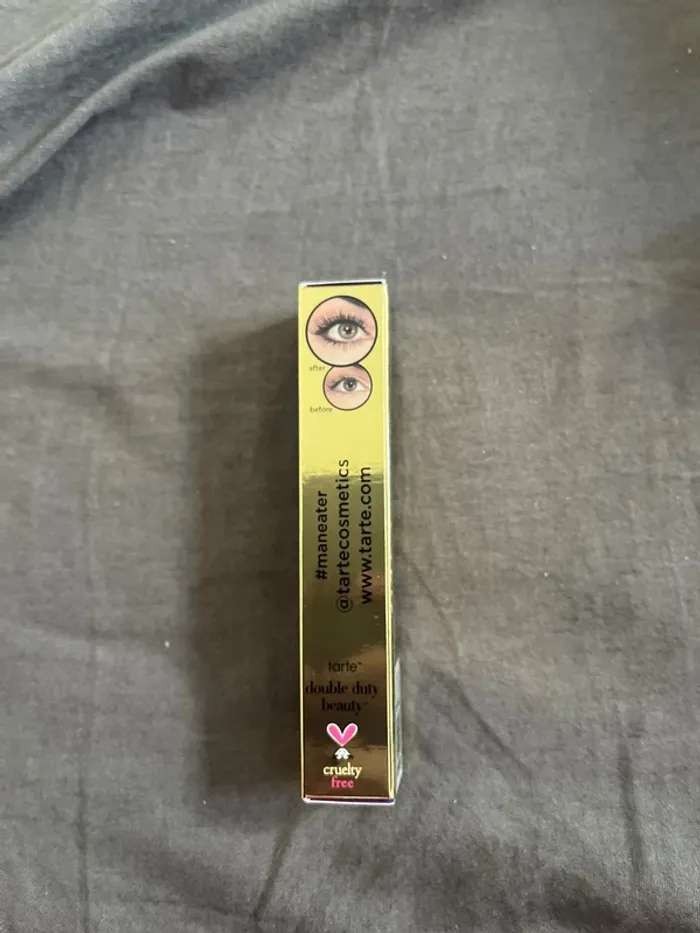 after
before
#maneater
@tartecosmetics
www.tarte.com
tarte™
double duty
beauty™
cruelty
free